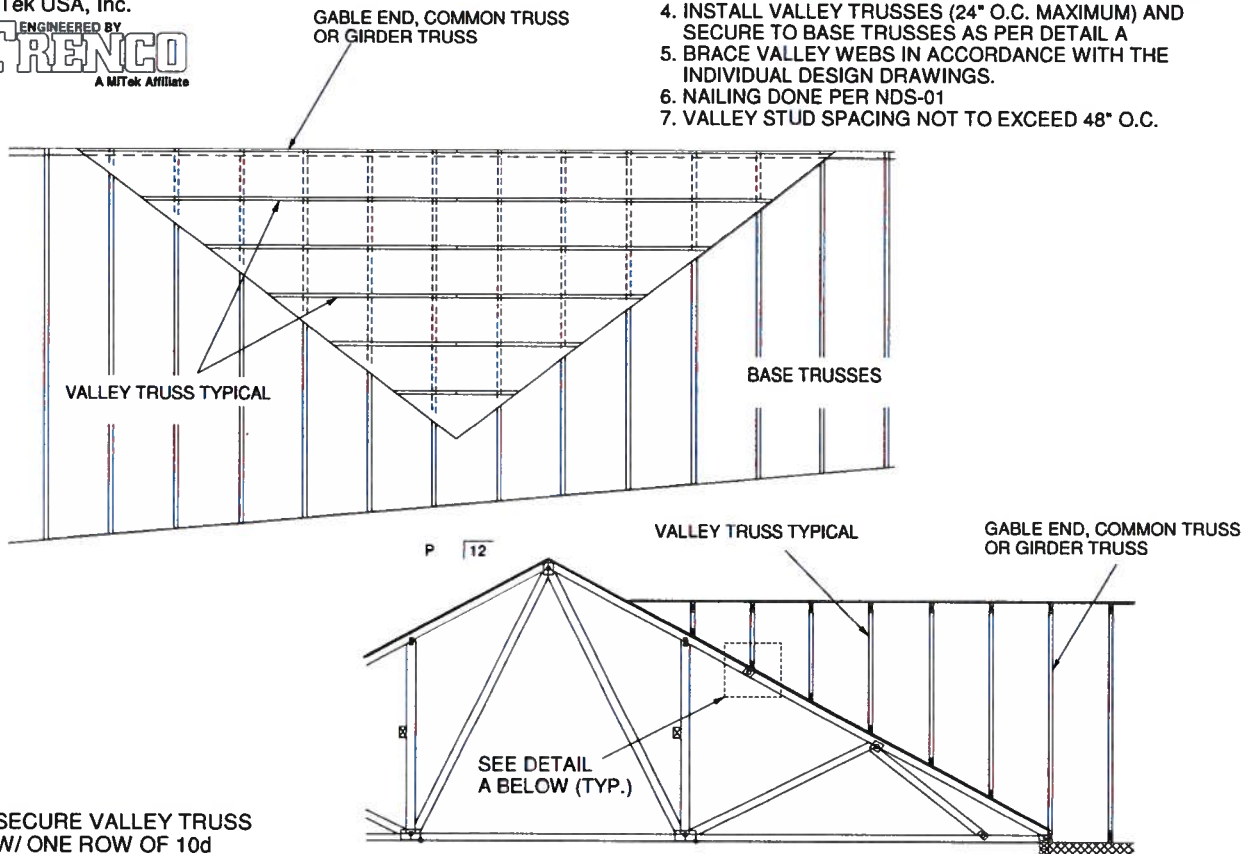 Tek USA, Inc.
ENGINEERED BY
TRENCO
A MiTek Affiliate
GABLE END, COMMON TRUSS
OR GIRDER TRUSS
4. INSTALL VALLEY TRUSSES (24" O.C. MAXIMUM) AND
SECURE TO BASE TRUSSES AS PER DETAIL A
5. BRACE VALLEY WEBS IN ACCORDANCE WITH THE
INDIVIDUAL DESIGN DRAWINGS.
6. NAILING DONE PER NDS-01
7. VALLEY STUD SPACING NOT TO EXCEED 48" O.C.
VALLEY TRUSS TYPICAL
BASE TRUSSES
P 12
VALLEY TRUSS TYPICAL
GABLE END, COMMON TRUSS
OR GIRDER TRUSS
SEE DETAIL
A BELOW (TYP.)
SECURE VALLEY TRUSS
W/ ONE ROW OF 10d